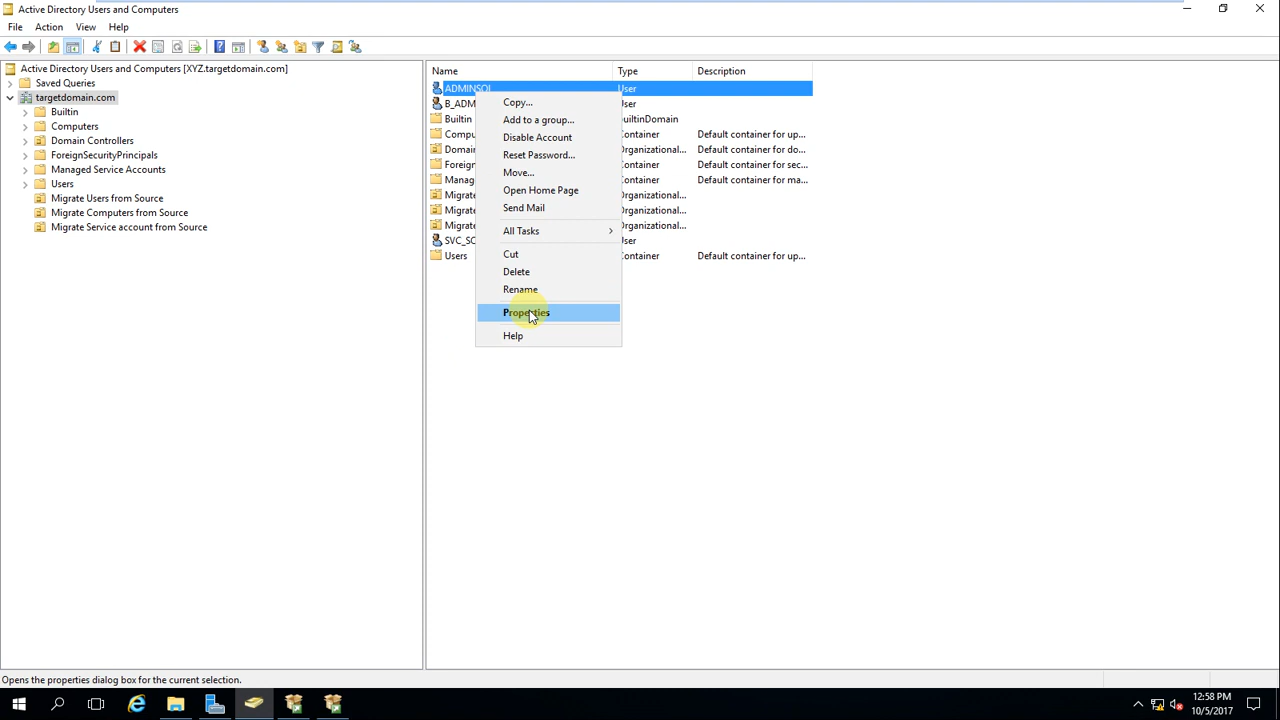 Active Directory Users and Computers
File Action View Help
Active Directory Users and Computers [XYZ.targetdomain.com]
Saved Queries
targetdomain.com
Builtin
Computers
Domain Controllers
ForeignSecurityPrincipals
Managed Service Accounts
Users
Migrate Users from Source
Migrate Computers from Source
Migrate Service account from Source
Name Type Description
ADMINSQL User
B_ADM User
Builtin builtinDomain
Compu Container Default container for up...
Domai Organizational... Default container for do...
Foreign Container Default container for sec...
Manag Container Default container for ma...
Migrate Organizational...
Migrate Organizational...
Migrate Organizational...
SVC_SC User
Users Container Default container for up...
Copy...
Add to a group...
Disable Account
Reset Password...
Move...
Open Home Page
Send Mail
All Tasks
Cut
Delete
Rename
Properties
Help
Opens the properties dialog box for the current selection.
12:58 PM
10/5/2017